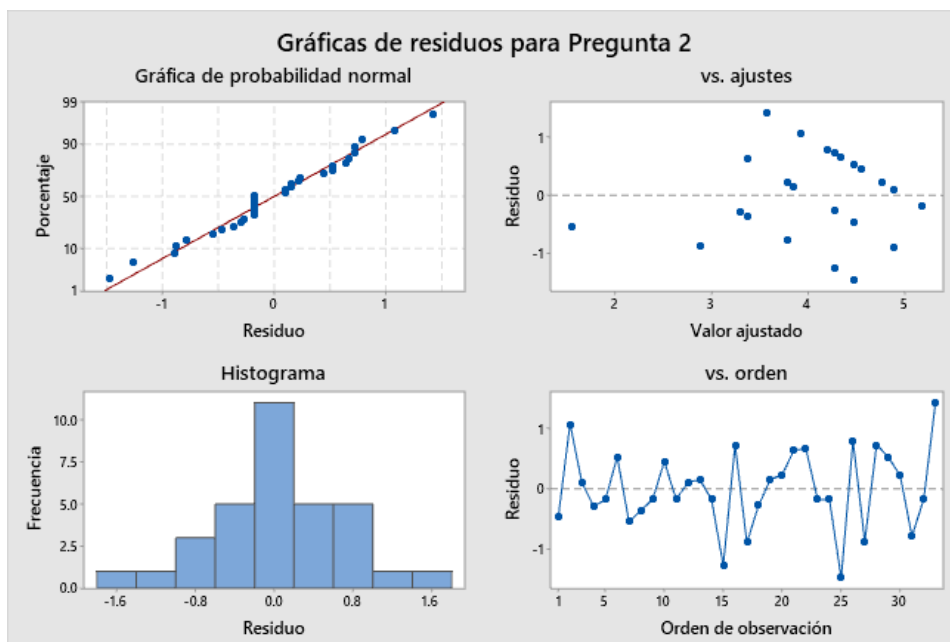 Gráficas de residuos para Pregunta 2
Gráfica de probabilidad normal
99
90
50
10
1
Porcentaje
-1
0
1
Residuo
vs. ajustes
1
0
-1
Residuo
2
3
4
5
Valor ajustado
Histograma
10.0
7.5
5.0
2.5
0.0
Frecuencia
-1.6
-0.8
0.0
0.8
1.6
Residuo
vs. orden
1
0
-1
Residuo
1
5
10
15
20
25
30
Orden de observación